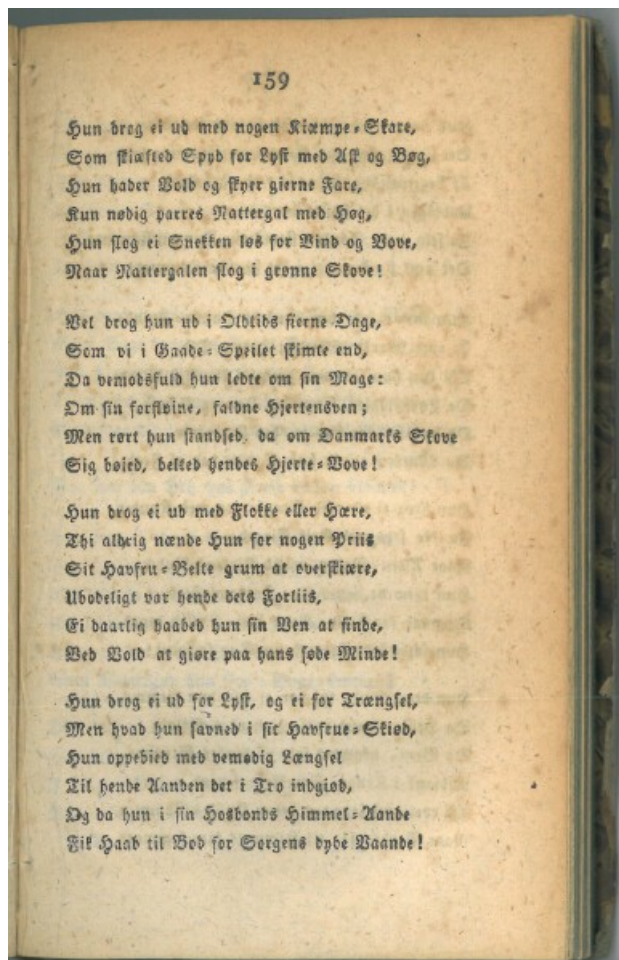 159
Hun drog ei ud med nogen Kiæmpe-Skare,
Som skiæfted Spyd for Lyst med Ask og Bøg,
Hun hader Vold og skyer gierne Fare,
Kun nødig parres Nattergal med Høg,
Hun slog ei Snekken løs for Vind og Vove,
Naar Nattergalen slog i grønne Skove!
Vel drog hun ud i Oldtids fierne Dage,
Som vi i Gaade-Speilet skimte end,
Da vemodsfuld hun ledte om sin Mage:
Om sin forfløine, faldne Hjertensven;
Men rørt hun standsed, da om Danmarks Skove
Sig bøied, belted hendes Hjerte-Vove!
Hun drog ei ud med Flokke eller Hære,
Thi aldrig nænde Hun for nogen Priis
Sit Havfru-Belte grum at overskiære,
Ubodeligt var hende dets Forliis,
Ei daarlig haabed hun sin Ven at finde,
Ved Vold at giøre paa hans søde Minde!
Hun drog ei ud for Lyst, og ei for Trængsel,
Men hvad hun savned i sit Havfrue-Skiød,
Hun oppebied med vemodig Længsel
Til hende Aanden det i Tro indgiød,
Og da hun i sin Hosbonds Himmel-Aande
Fik Haab til Bod for Sorgens dybe Vaande!